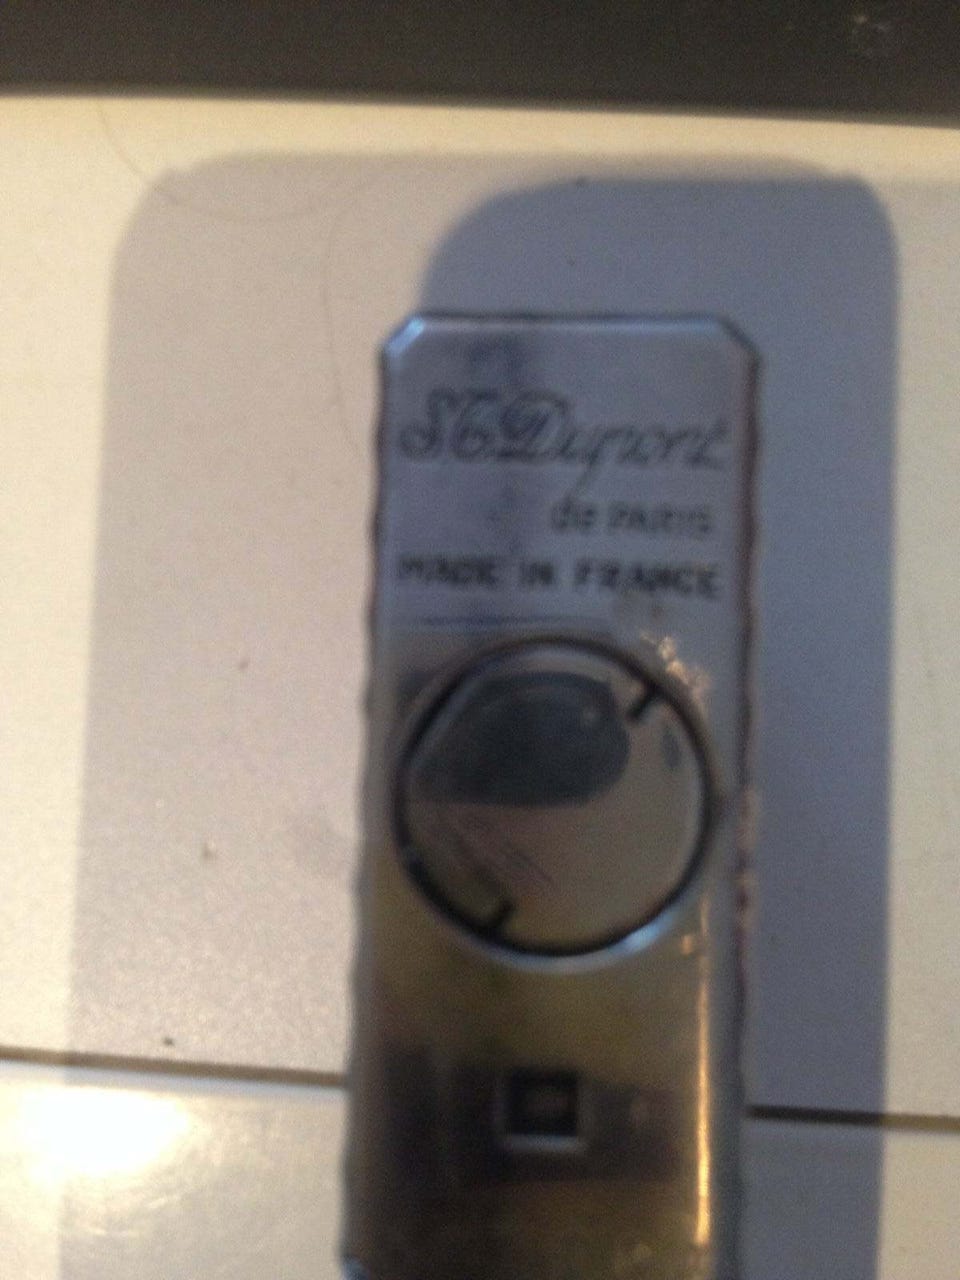 S.T. Dupont
de PARIS
MADE IN FRANCE